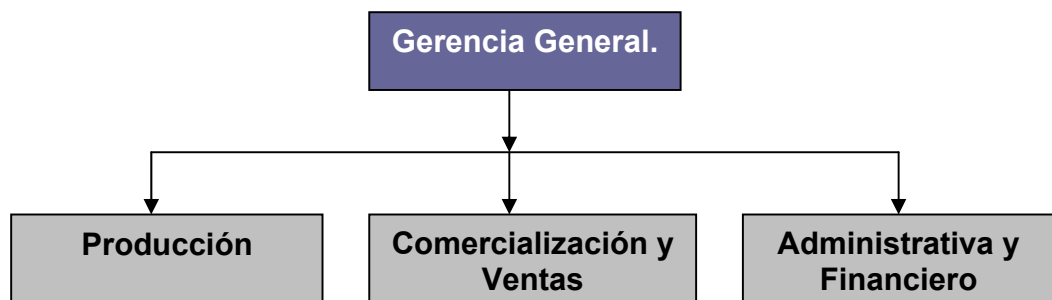 Gerencia General.
Producción
Comercialización y
Ventas
Administrativa y
Financiero